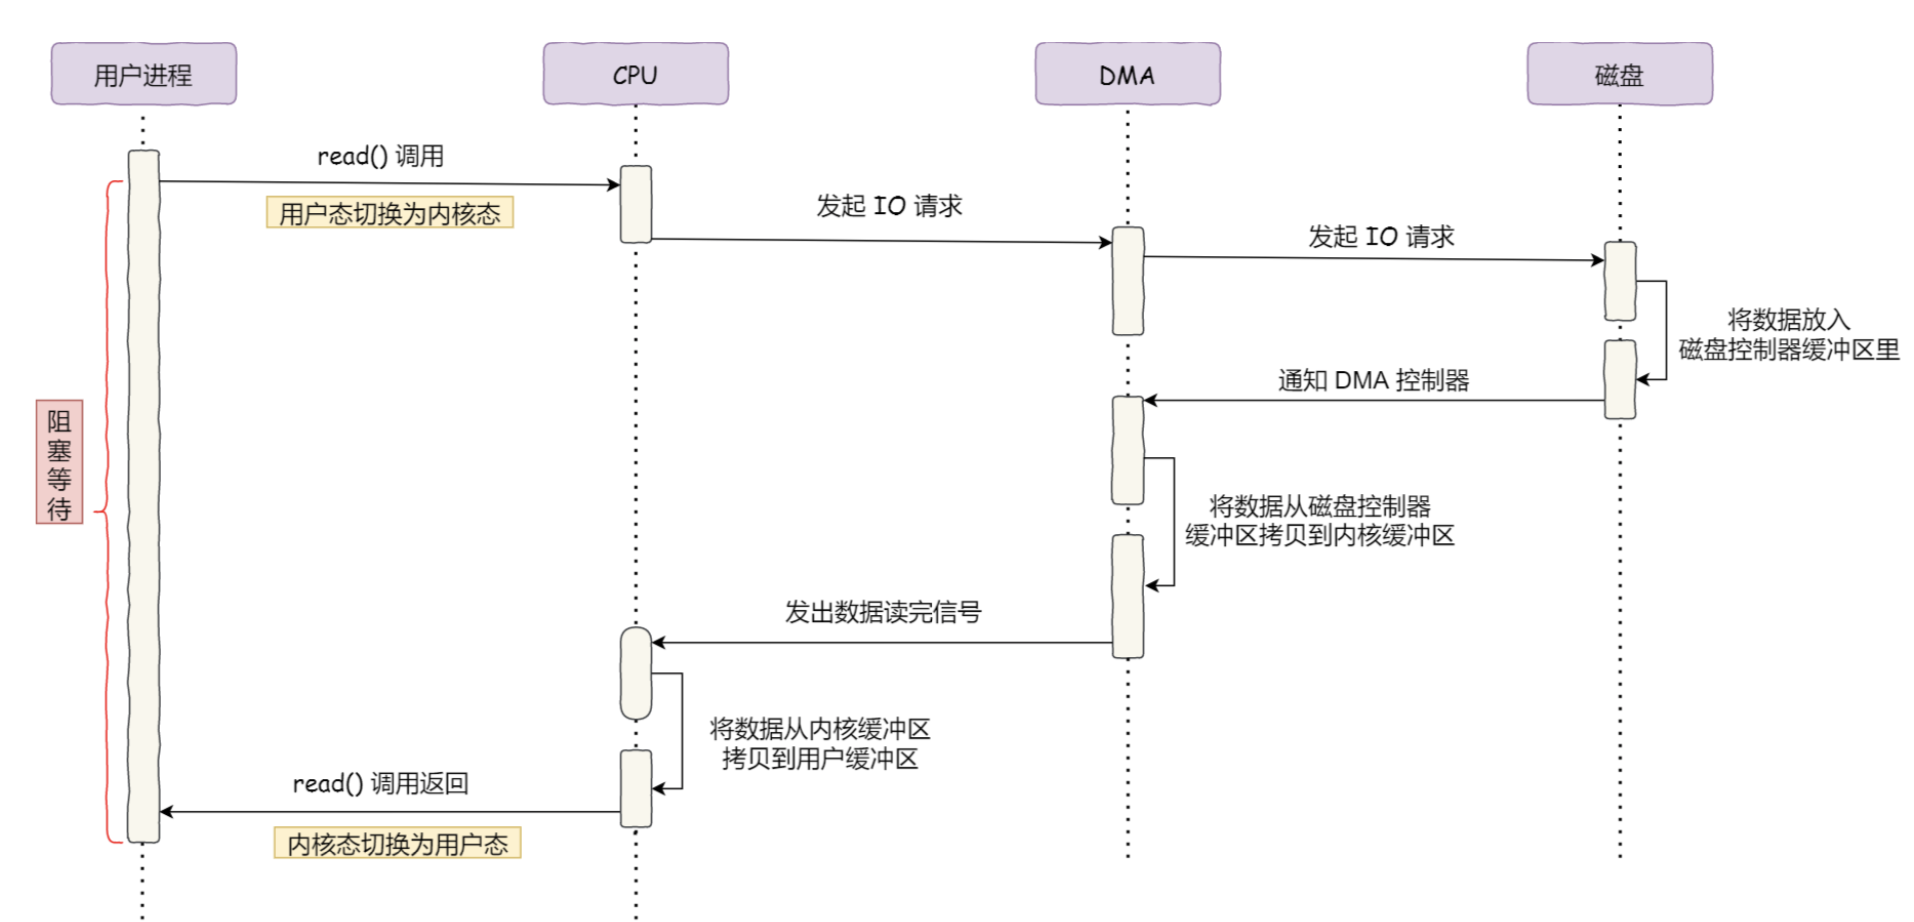 用户进程
CPU
DMA
磁盘
read() 调用
用户态切换为内核态
发起 IO 请求
发起 IO 请求
将数据放入
磁盘控制器缓冲区里
通知 DMA 控制器
阻
塞
等
待
将数据从磁盘控制器
缓冲区拷贝到内核缓冲区
发出数据读完信号
将数据从内核缓冲区
拷贝到用户缓冲区
read() 调用返回
内核态切换为用户态